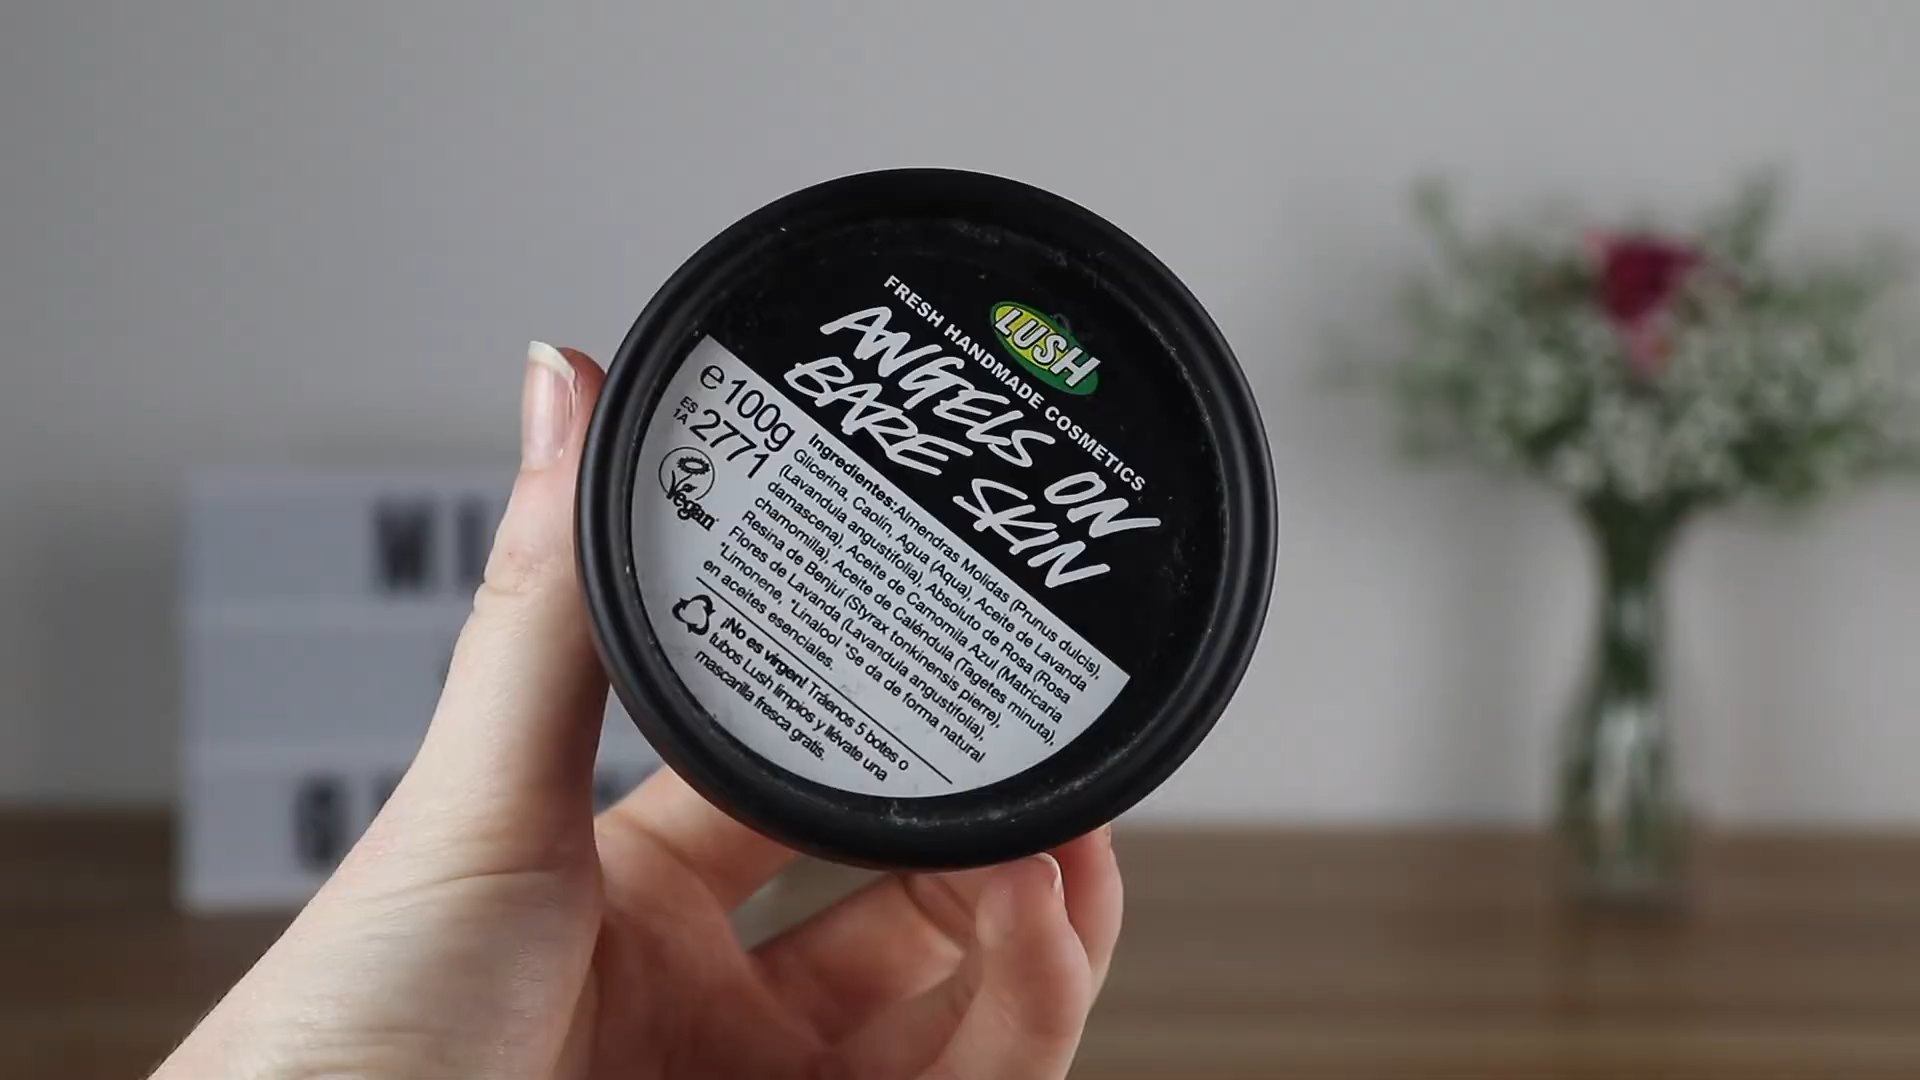 LUSH
FRESH HANDMADE COSMETICS
ANGELS ON
BARE SKIN
e 100g
ES
1A 2771
Vegan
Ingredientes: Almendras Molidas (Prunus dulcis),
Glicerina, Caolín, Agua (Aqua), Aceite de Lavanda
(Lavandula angustifolia), Absoluto de Rosa (Rosa
damascena), Aceite de Camomila Azul (Matricaria
chamomilla), Aceite de Caléndula (Tagetes minuta),
Resina de Benjuí (Styrax tonkinensis pierre),
Flores de Lavanda (Lavandula angustifolia),
*Limonene, *Linalool *Se da de forma natural
en aceites esenciales.
¡No es virgen! Tráenos 5 botes o
tubos Lush limpios y llévate una
mascarilla fresca gratis.